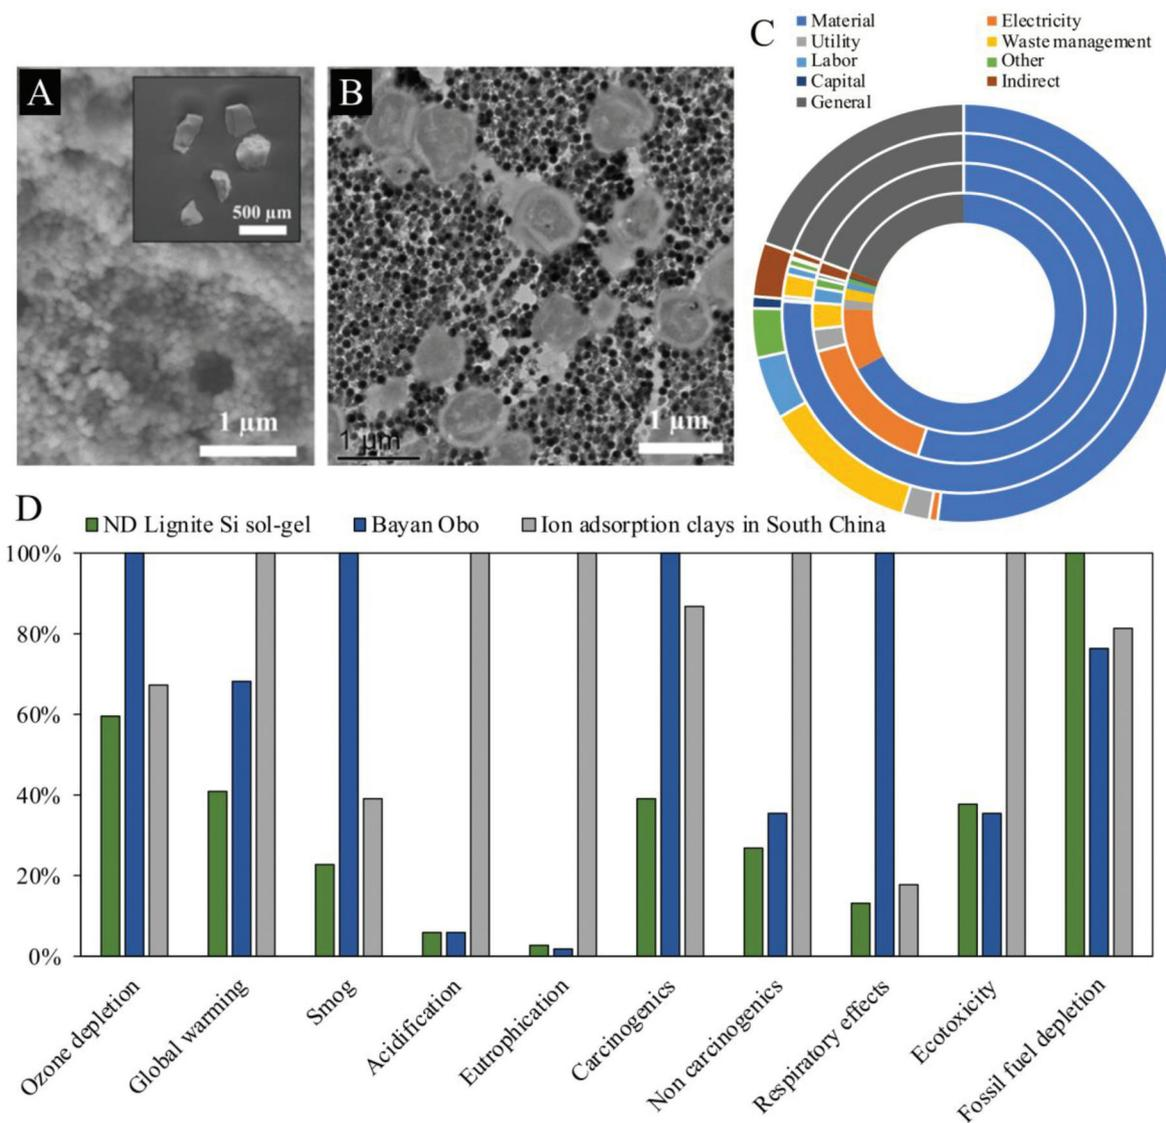 A
500 µm
1 µm
B
1 µm
1 µm
C
Material
Electricity
Utility
Waste management
Labor
Other
Capital
Indirect
General
D
ND Lignite Si sol-gel
Bayan Obo
Ion adsorption clays in South China
100%
80%
60%
40%
20%
0%
Ozone depletion
Global warming
Smog
Acidification
Eutrophication
Carcinogenics
Non carcinogenics
Respiratory effects
Ecotoxicity
Fossil fuel depletion